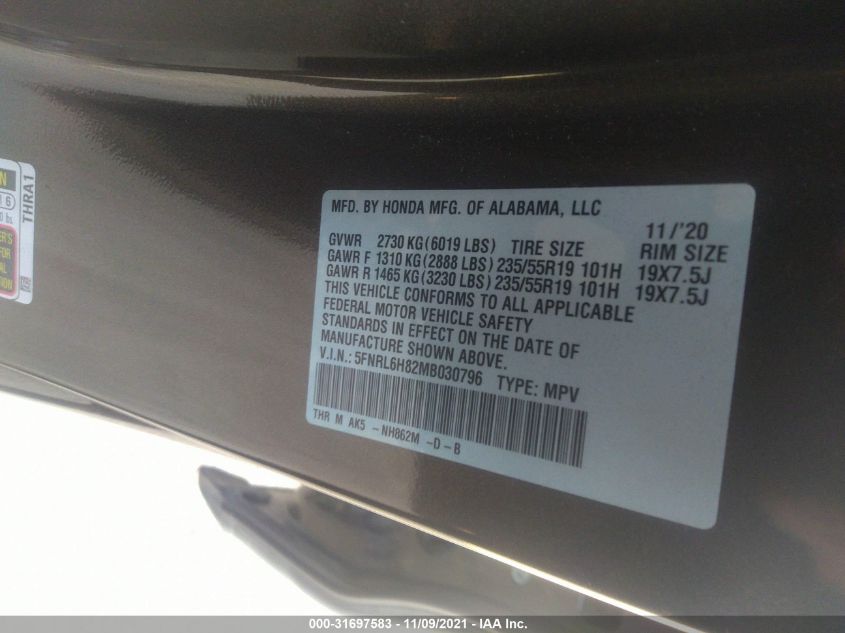 MFD. BY HONDA MFG. OF ALABAMA, LLC
11/'20
GVWR 2730 KG(6019 LBS) TIRE SIZE RIM SIZE
GAWR F 1310 KG (2888 LBS) 235/55R19 101H 19X7.5J
GAWR R 1465 KG(3230 LBS) 235/55R19 101H 19X7.5J
THIS VEHICLE CONFORMS TO ALL APPLICABLE
FEDERAL MOTOR VEHICLE SAFETY
STANDARDS IN EFFECT ON THE DATE OF
MANUFACTURE SHOWN ABOVE.
V.I.N.: 5FNRL6H82MB030796 TYPE: MPV
THR M AK5 -NH862M -D-B
THRA1
000-31697583 - 11/09/2021 - IAA Inc.